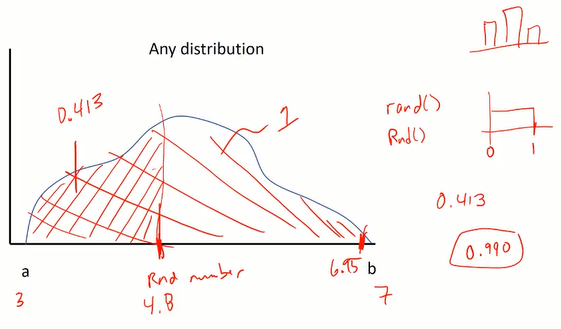 Any distribution
0.413
1
rand()
Rnd()
0 1
0.413
0.990
a
Rnd number
6.95
b
3
4.8
7